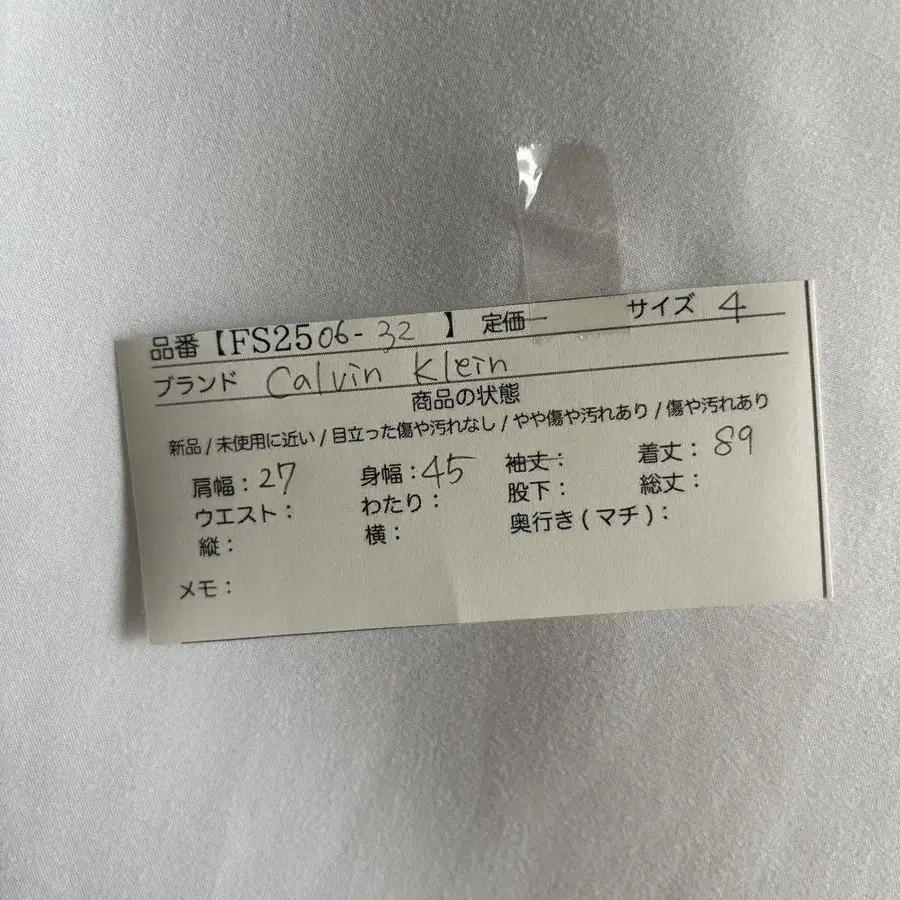 品番【FS2506-32 】 定価 サイズ 4
ブランド Calvin Klein
商品の状態
新品 / 未使用に近い / 目立った傷や汚れなし / やや傷や汚れあり / 傷や汚れあり
肩幅：27 身幅：45 袖丈： 着丈：89
ウエスト： わたり： 股下： 総丈：
縦： 横： 奥行き ( マチ )：
メモ：